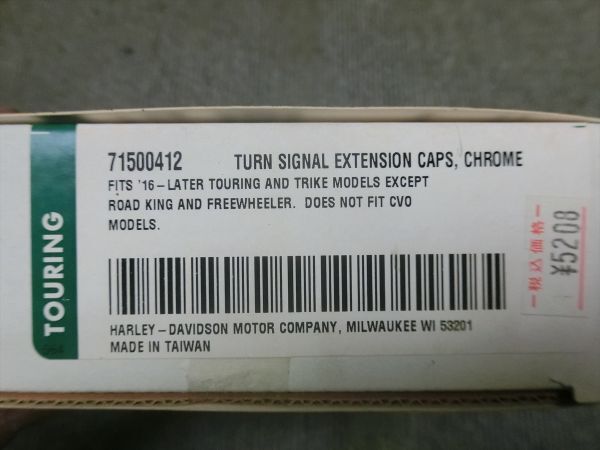 71500412 TURN SIGNAL EXTENSION CAPS, CHROME
FITS '16-LATER TOURING AND TRIKE MODELS EXCEPT
ROAD KING AND FREEWHEELER. DOES NOT FIT CVO
MODELS.
HARLEY-DAVIDSON MOTOR COMPANY, MILWAUKEE WI 53201
MADE IN TAIWAN
TOURING
税込価格
¥5208